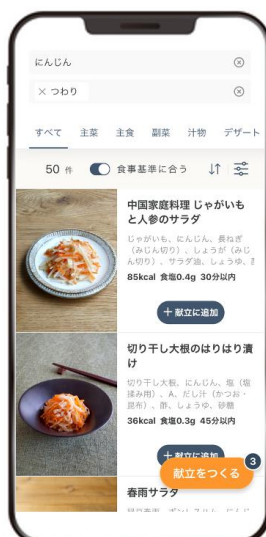 にんじん
× つわり
すべて 主菜 主食 副菜 汁物 デザート
50 件 食事基準に合う
中国家庭料理 じゃがいも
と人参のサラダ
じゃがいも、にんじん、長ねぎ
（みじん切り）、しょうが（みじ
ん切り）、サラダ油、しょうゆ、
85kcal 食塩0.4g 30分以内
＋献立に追加
切り干し大根のはりはり漬
け
切り干し大根、にんじん、塩（塩
揉み用）、A、だし汁（かつお・
昆布）、酢、しょうゆ、砂糖
36kcal 食塩0.3g 45分以内
＋献立に追加
3
献立をつくる
春雨サラダ